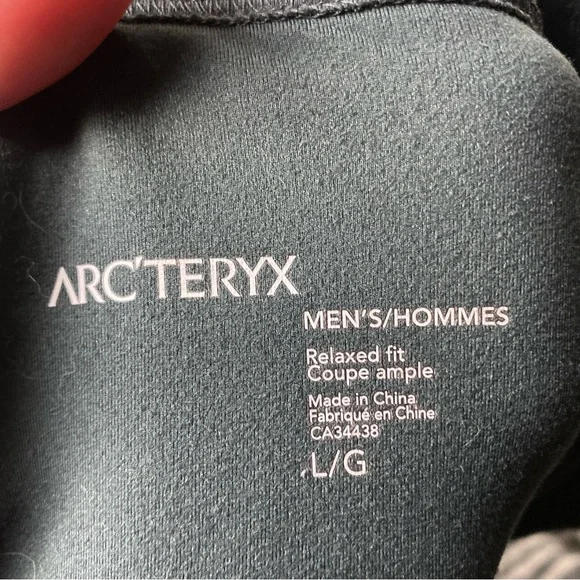 ARC'TERYX
MEN'S/HOMMES
Relaxed fit
Coupe ample
Made in China
Fabriqué en Chine
CA34438
L/G